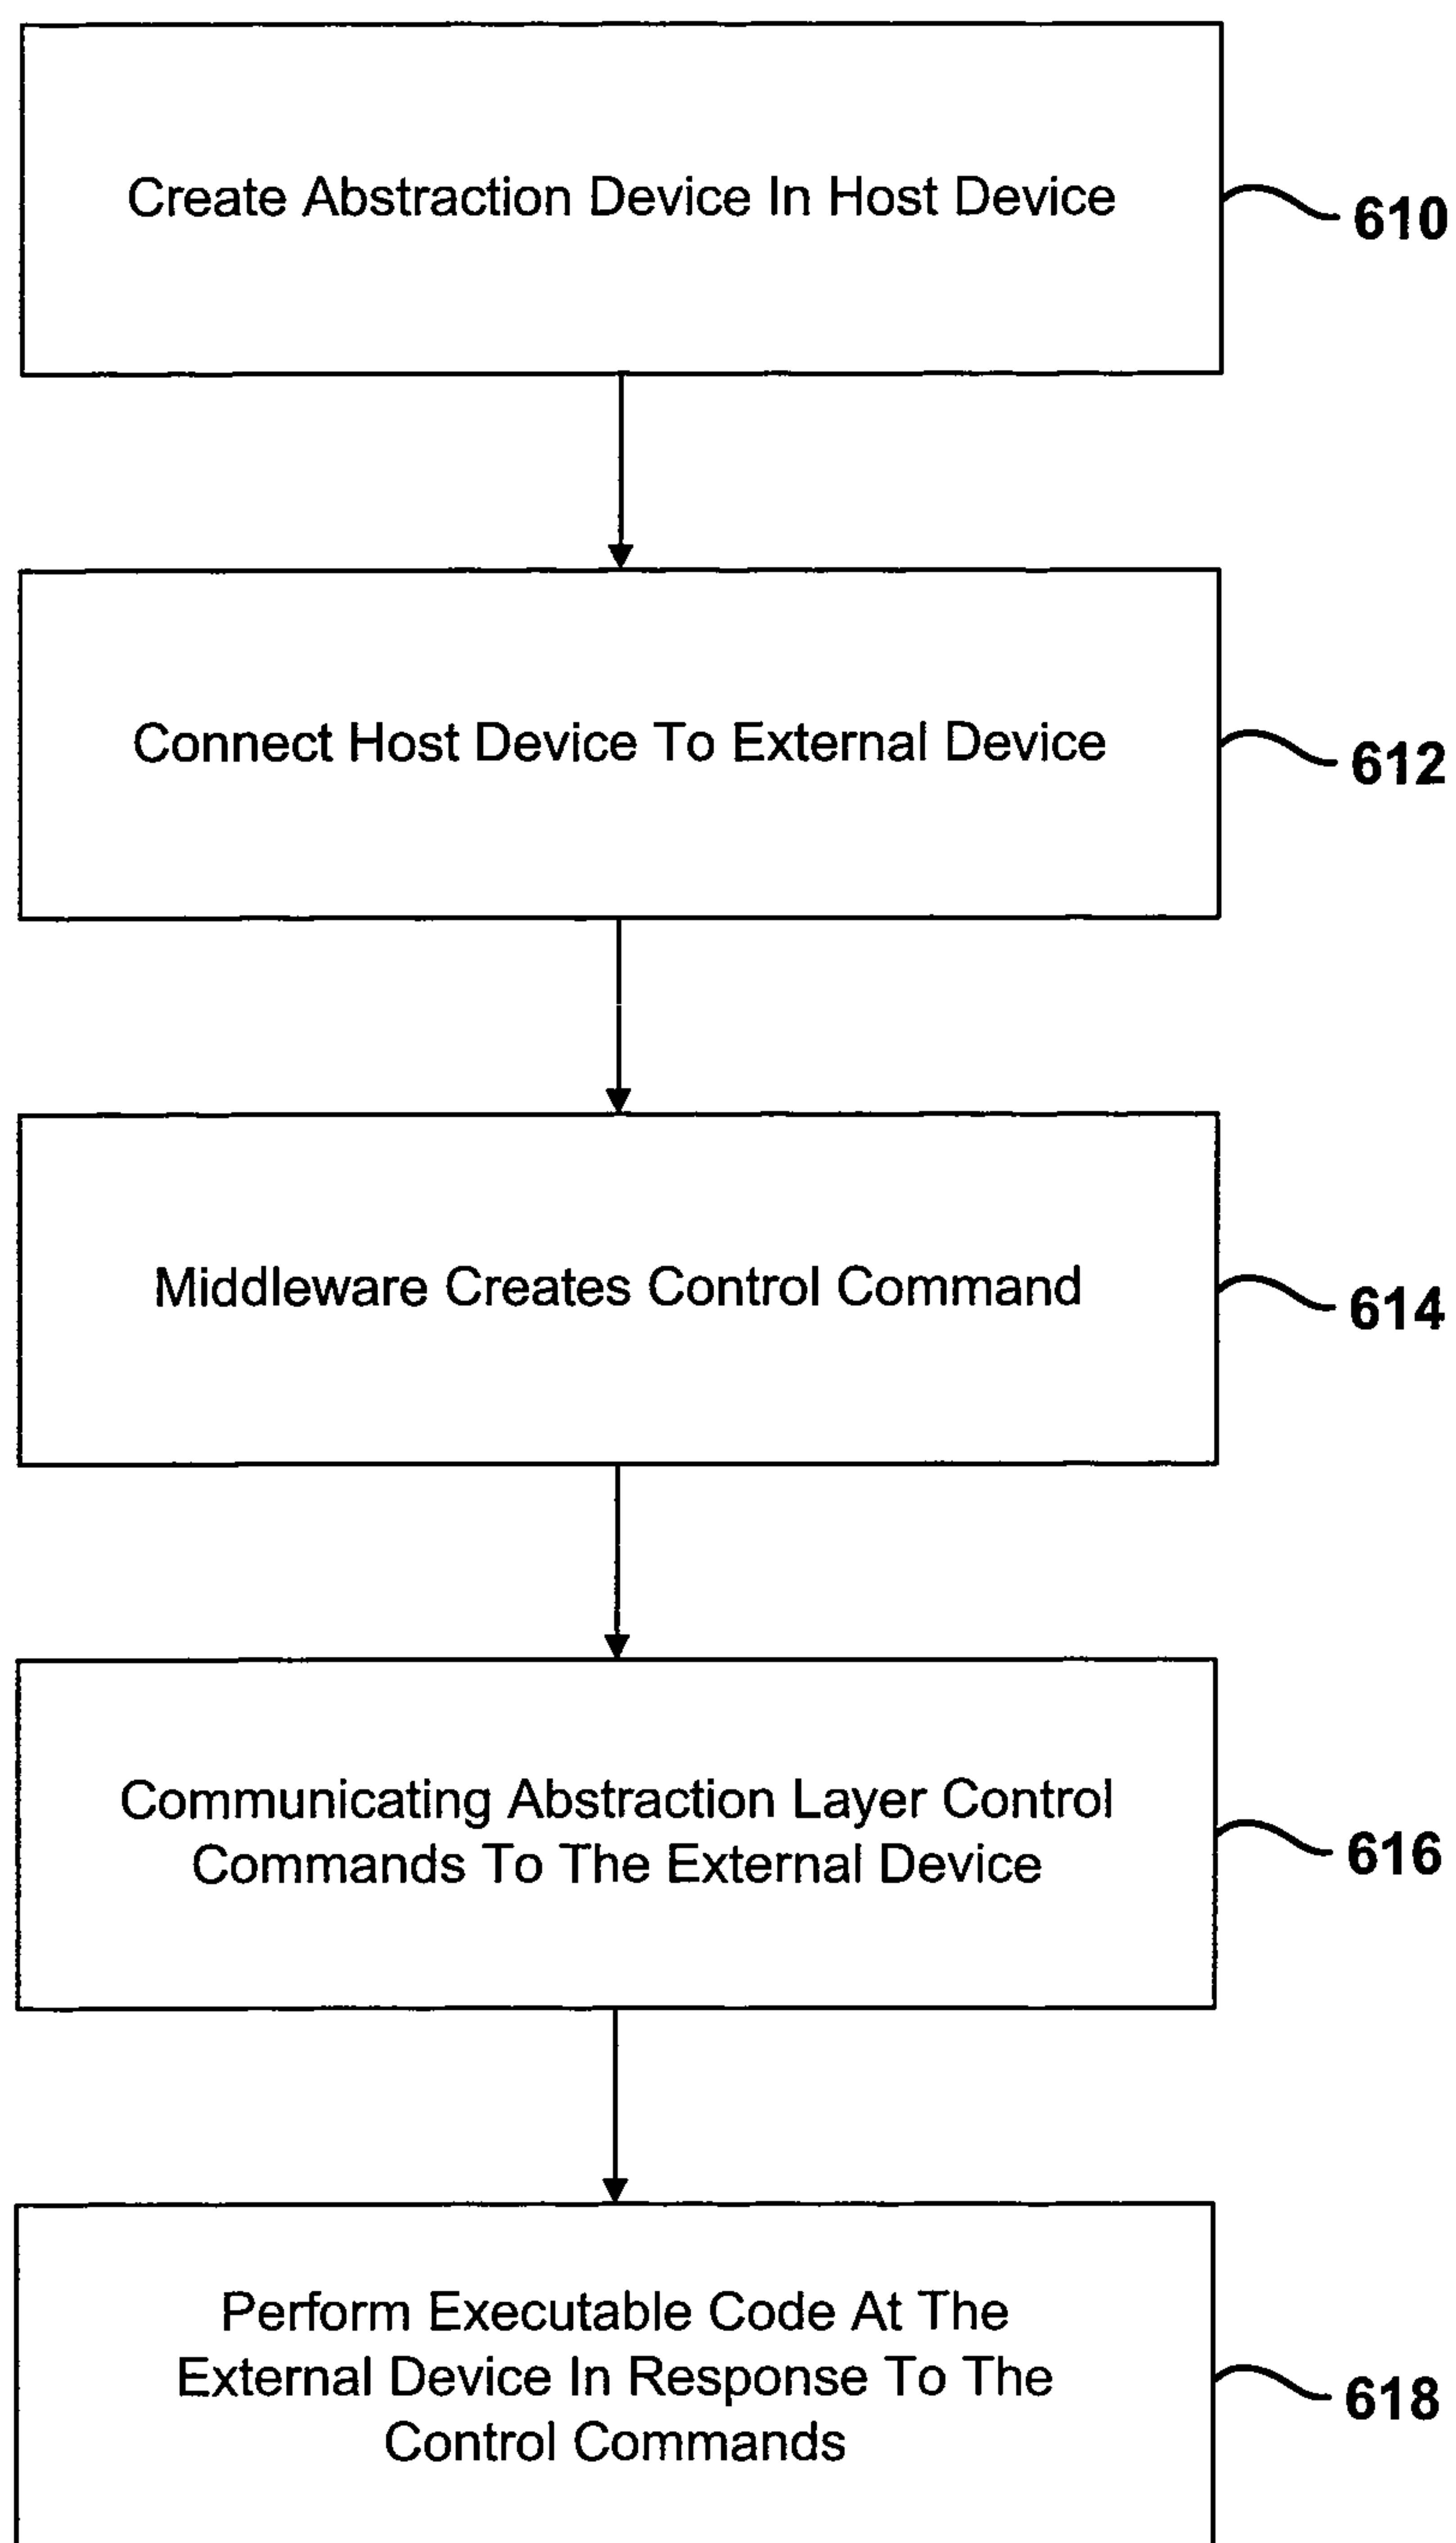 Create Abstraction Device In Host Device
610
Connect Host Device To External Device
612
Middleware Creates Control Command
614
Communicating Abstraction Layer Control
Commands To The External Device
616
Perform Executable Code At The
External Device In Response To The
Control Commands
618